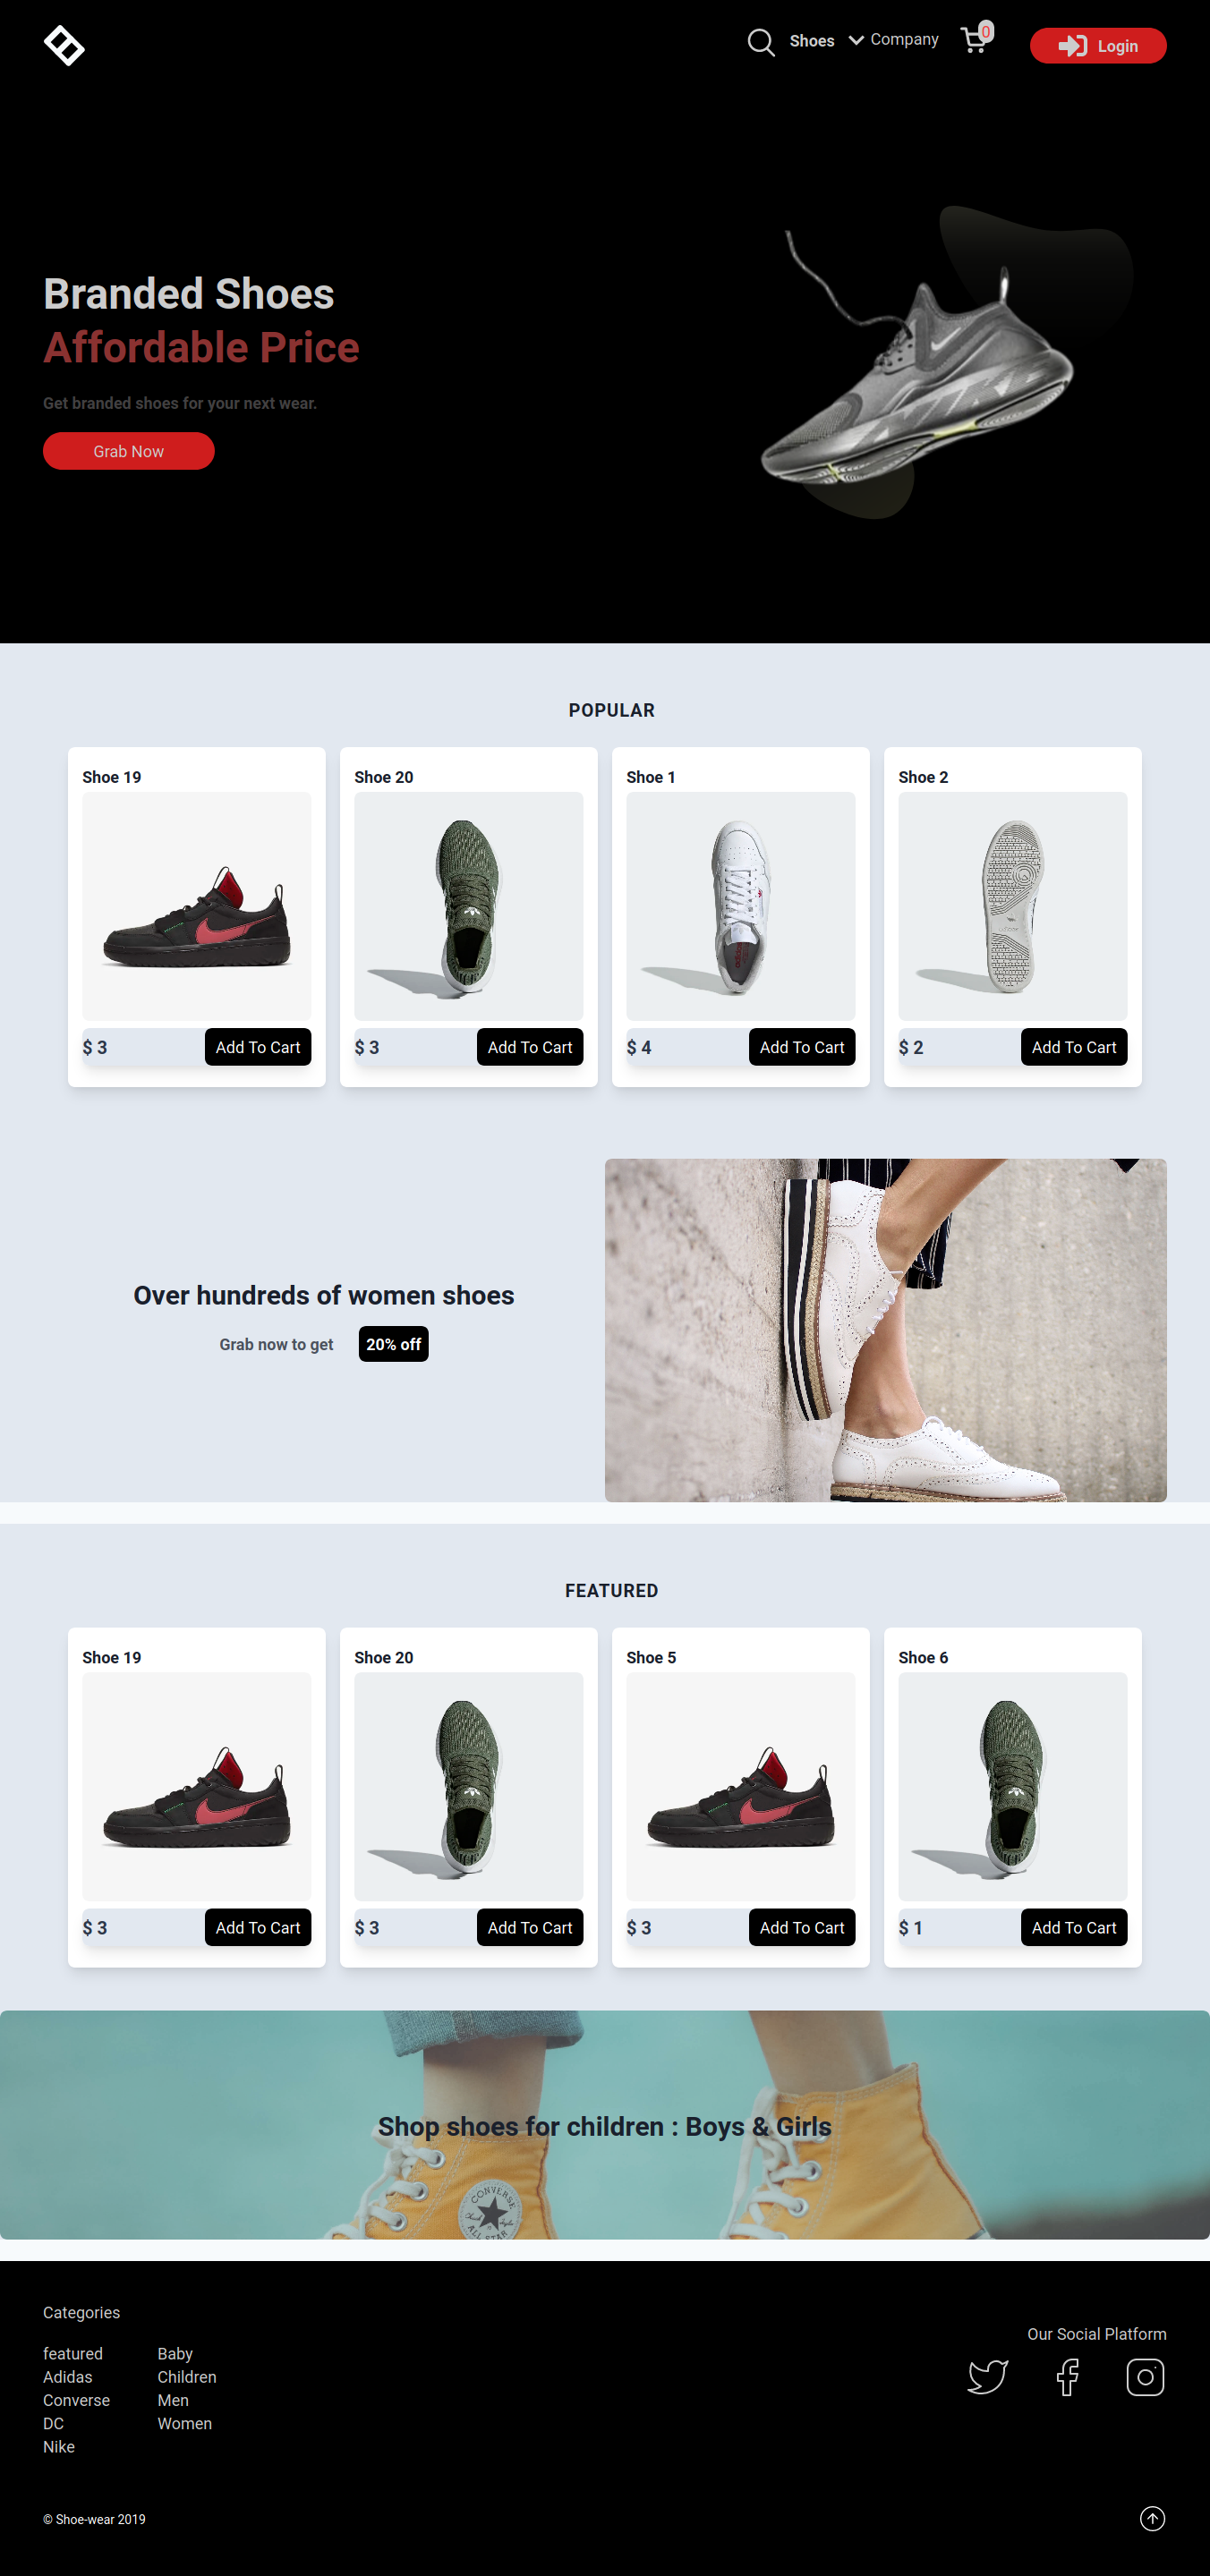 Shoes
Company
0
Login
Branded Shoes
Affordable Price
Get branded shoes for your next wear.
Grab Now
POPULAR
Shoe 19
Shoe 20
Shoe 1
Shoe 2
$ 3
Add To Cart
$ 3
Add To Cart
$ 4
Add To Cart
$ 2
Add To Cart
Over hundreds of women shoes
Grab now to get
20% off
FEATURED
Shoe 19
Shoe 20
Shoe 5
Shoe 6
$ 3
Add To Cart
$ 3
Add To Cart
$ 3
Add To Cart
$ 1
Add To Cart
Shop shoes for children : Boys & Girls
CONVERSE
ALL STAR
Categories
featured
Adidas
Converse
DC
Nike
Baby
Children
Men
Women
Our Social Platform
© Shoe-wear 2019